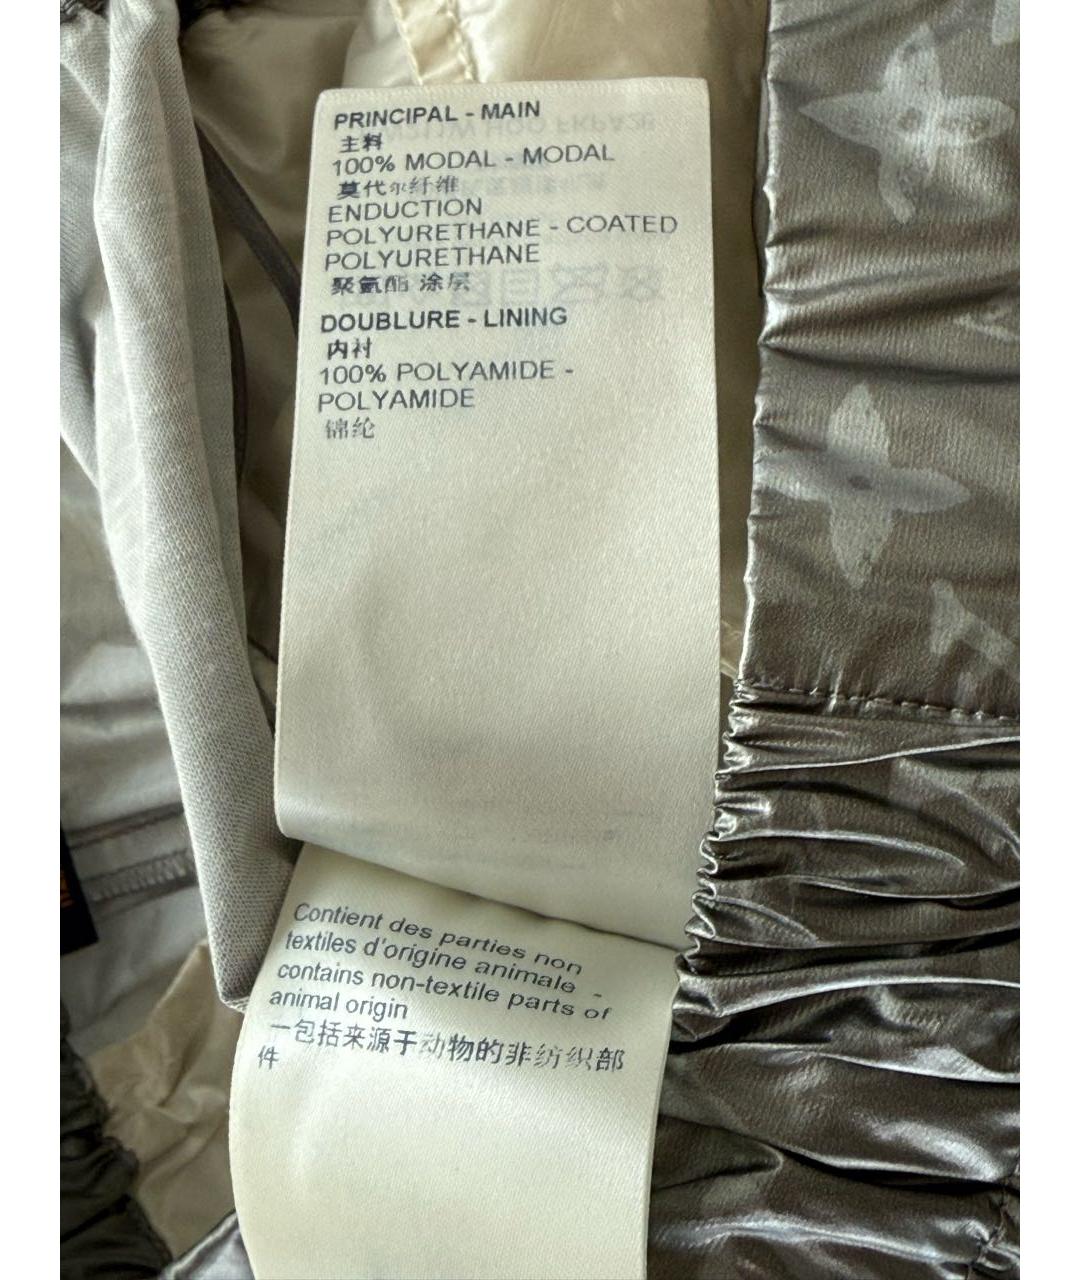 PRINCIPAL - MAIN
主料
100% MODAL - MODAL
莫代尔纤维
ENDUCTION
POLYURETHANE - COATED
POLYURETHANE
聚氨酯 涂层
DOUBLURE - LINING
内衬
100% POLYAMIDE -
POLYAMIDE
锦纶
Contient des parties non
textiles d'origine animale -
contains non-textile parts of
animal origin
一包括来源于动物的非纺织部
件